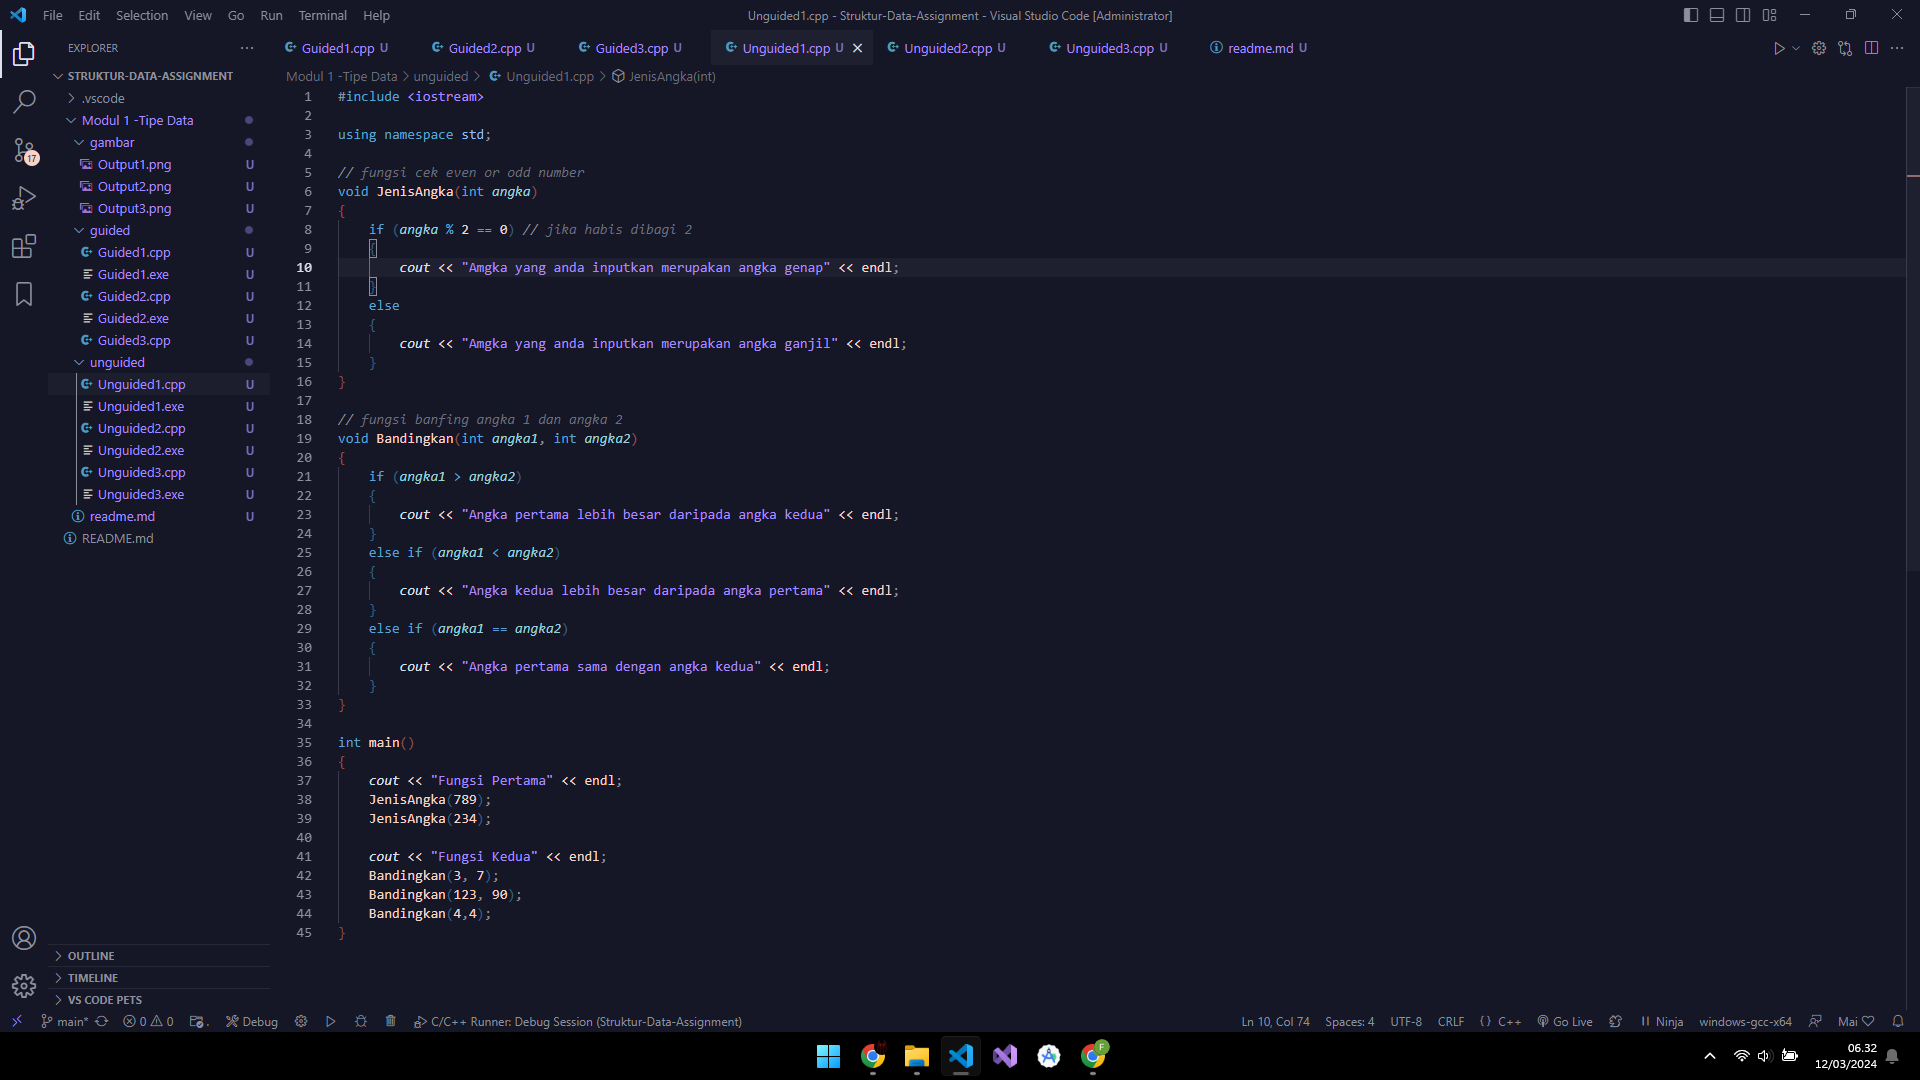 File Edit Selection View Go Run Terminal Help
Unguided1.cpp - Struktur-Data-Assignment - Visual Studio Code [Administrator]
EXPLORER
Guided1.cpp U
Guided2.cpp U
Guided3.cpp U
Unguided1.cpp U
Unguided2.cpp U
Unguided3.cpp U
readme.md U
Modul 1 -Tipe Data > unguided > Unguided1.cpp > JenisAngka(int)
STRUKTUR-DATA-ASSIGNMENT
.vscode
Modul 1 -Tipe Data
gambar
Output1.png U
Output2.png U
Output3.png U
guided
Guided1.cpp U
Guided1.exe U
Guided2.cpp U
Guided2.exe U
Guided3.cpp U
unguided
Unguided1.cpp U
Unguided1.exe U
Unguided2.cpp U
Unguided2.exe U
Unguided3.cpp U
Unguided3.exe U
readme.md U
README.md
17
OUTLINE
TIMELINE
VS CODE PETS
1 #include <iostream>
2
3 using namespace std;
4
5 // fungsi cek even or odd number
6 void JenisAngka(int angka)
7 {
8 if (angka % 2 == 0) // jika habis dibagi 2
9 {
10 cout << "Amgka yang anda inputkan merupakan angka genap" << endl;
11 }
12 else
13 {
14 cout << "Amgka yang anda inputkan merupakan angka ganjil" << endl;
15 }
16 }
17
18 // fungsi banfing angka 1 dan angka 2
19 void Bandingkan(int angka1, int angka2)
20 {
21 if (angka1 > angka2)
22 {
23 cout << "Angka pertama lebih besar daripada angka kedua" << endl;
24 }
25 else if (angka1 < angka2)
26 {
27 cout << "Angka kedua lebih besar daripada angka pertama" << endl;
28 }
29 else if (angka1 == angka2)
30 {
31 cout << "Angka pertama sama dengan angka kedua" << endl;
32 }
33 }
34
35 int main()
36 {
37 cout << "Fungsi Pertama" << endl;
38 JenisAngka(789);
39 JenisAngka(234);
40
41 cout << "Fungsi Kedua" << endl;
42 Bandingkan(3, 7);
43 Bandingkan(123, 90);
44 Bandingkan(4,4);
45 }
main* 0 0 Debug C/C++ Runner: Debug Session (Struktur-Data-Assignment) Ln 10, Col 74 Spaces: 4 UTF-8 CRLF {} C++ Go Live Ninja windows-gcc-x64 Mai
F
06.32
12/03/2024